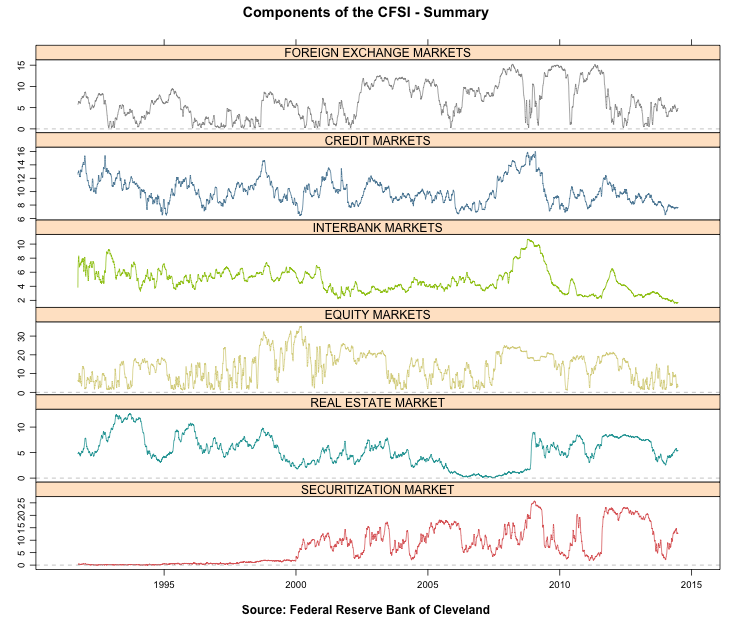 Components of the CFSI - Summary
FOREIGN EXCHANGE MARKETS
0 5 10 15
CREDIT MARKETS
6 8 10 12 14 16
INTERBANK MARKETS
2 4 6 8 10
EQUITY MARKETS
0 10 20 30
REAL ESTATE MARKET
0 5 10
SECURITIZATION MARKET
0 5 10 15 20 25
1995 2000 2005 2010 2015
Source: Federal Reserve Bank of Cleveland